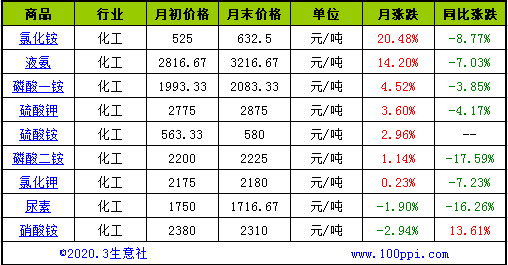 商品 行业 月初价格 月末价格 单位 月涨跌 同比涨跌
氯化铵 化工 525 632.5 元/吨 20.48% -8.77%
液氨 化工 2816.67 3216.67 元/吨 14.20% -7.03%
磷酸一铵 化工 1993.33 2083.33 元/吨 4.52% -3.85%
硫酸钾 化工 2775 2875 元/吨 3.60% -4.17%
硫酸铵 化工 563.33 580 元/吨 2.96% --
磷酸二铵 化工 2200 2225 元/吨 1.14% -17.59%
氯化钾 化工 2175 2180 元/吨 0.23% -7.23%
尿素 化工 1750 1716.67 元/吨 -1.90% -16.26%
硝酸铵 化工 2380 2310 元/吨 -2.94% 13.61%
©2020.3生意社 www.100ppi.com